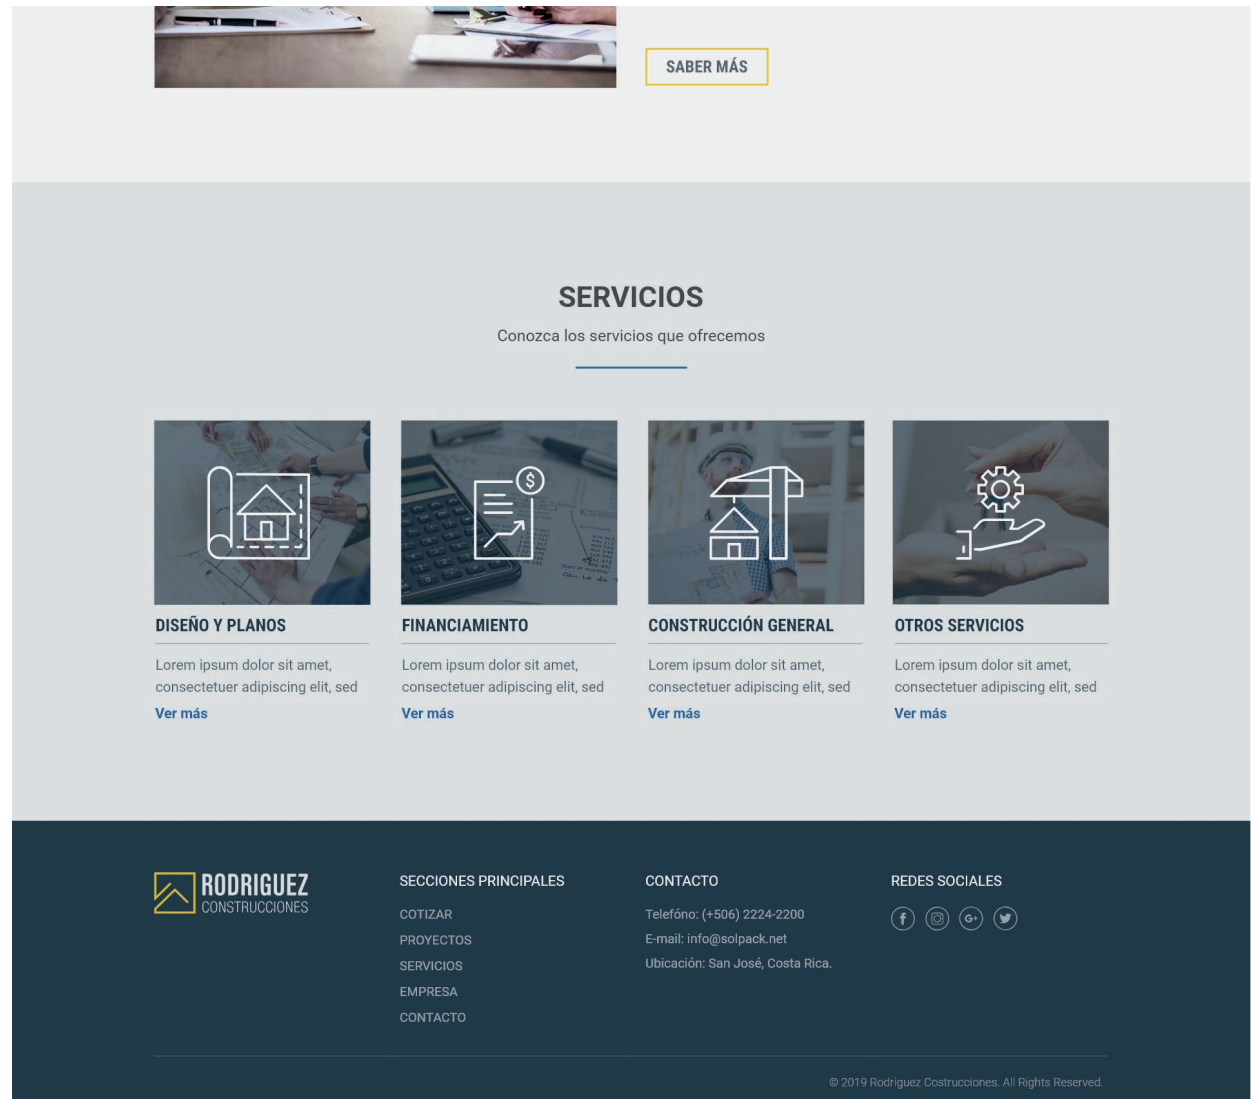 SABER MÁS
SERVICIOS
Conozca los servicios que ofrecemos
DISEÑO Y PLANOS
Lorem ipsum dolor sit amet,
consectetuer adipiscing elit, sed
Ver más
FINANCIAMIENTO
Lorem ipsum dolor sit amet,
consectetuer adipiscing elit, sed
Ver más
CONSTRUCCIÓN GENERAL
Lorem ipsum dolor sit amet,
consectetuer adipiscing elit, sed
Ver más
OTROS SERVICIOS
Lorem ipsum dolor sit amet,
consectetuer adipiscing elit, sed
Ver más
RODRIGUEZ
CONSTRUCCIONES
SECCIONES PRINCIPALES
COTIZAR
PROYECTOS
SERVICIOS
EMPRESA
CONTACTO
CONTACTO
Telefóno: (+506) 2224-2200
E-mail: info@solpack.net
Ubicación: San José, Costa Rica.
REDES SOCIALES
© 2019 Rodriguez Costrucciones. All Rights Reserved.